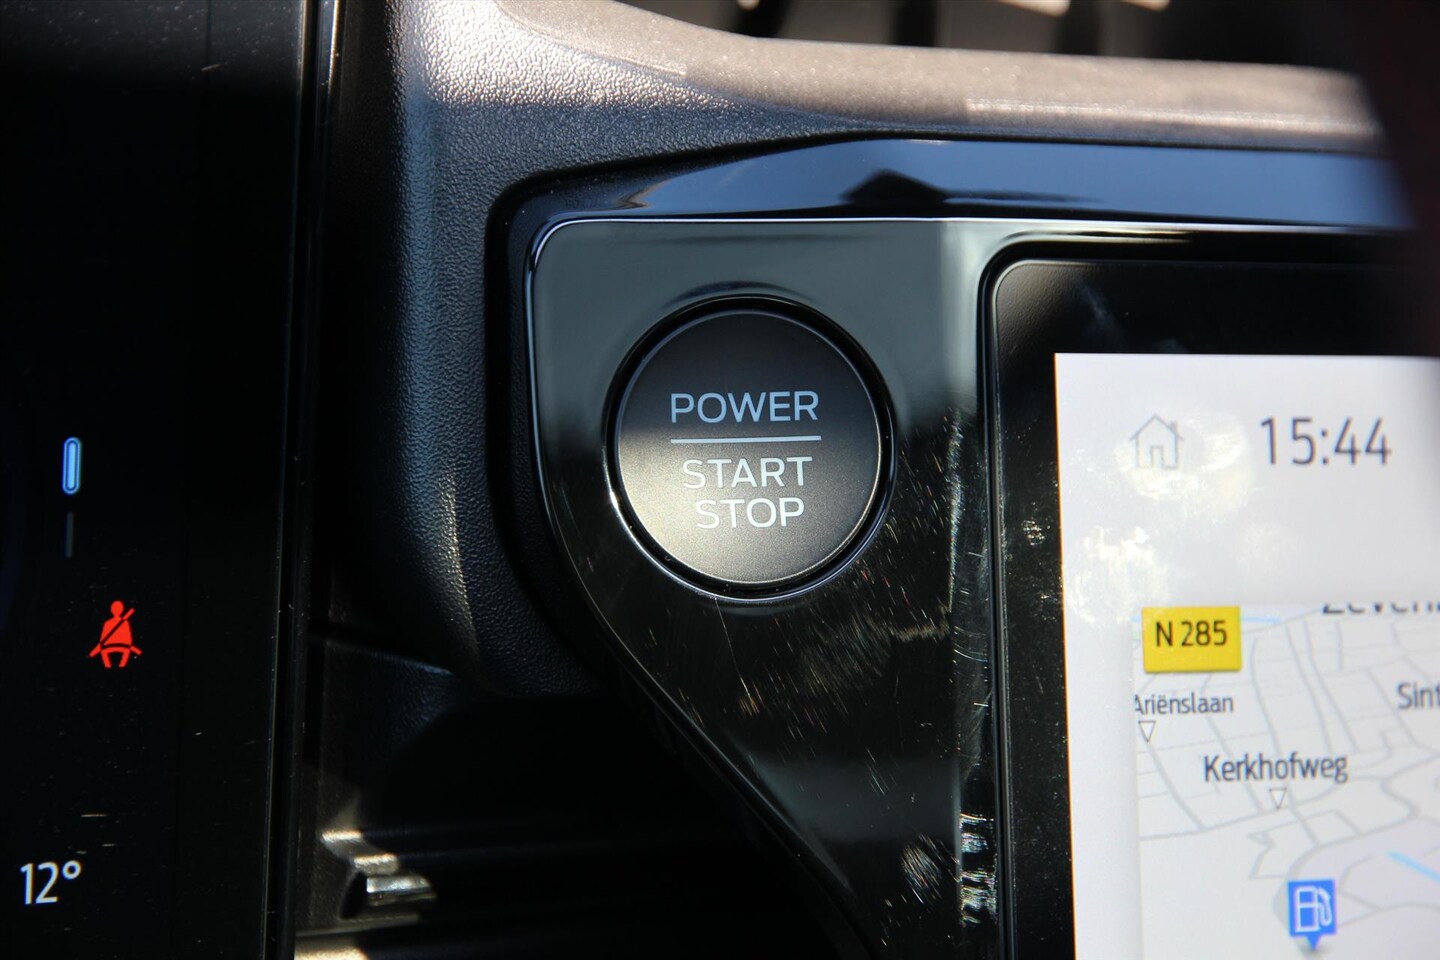 POWER
START
STOP
15:44
N 285
Ariënslaan
Kerkhofweg
12°